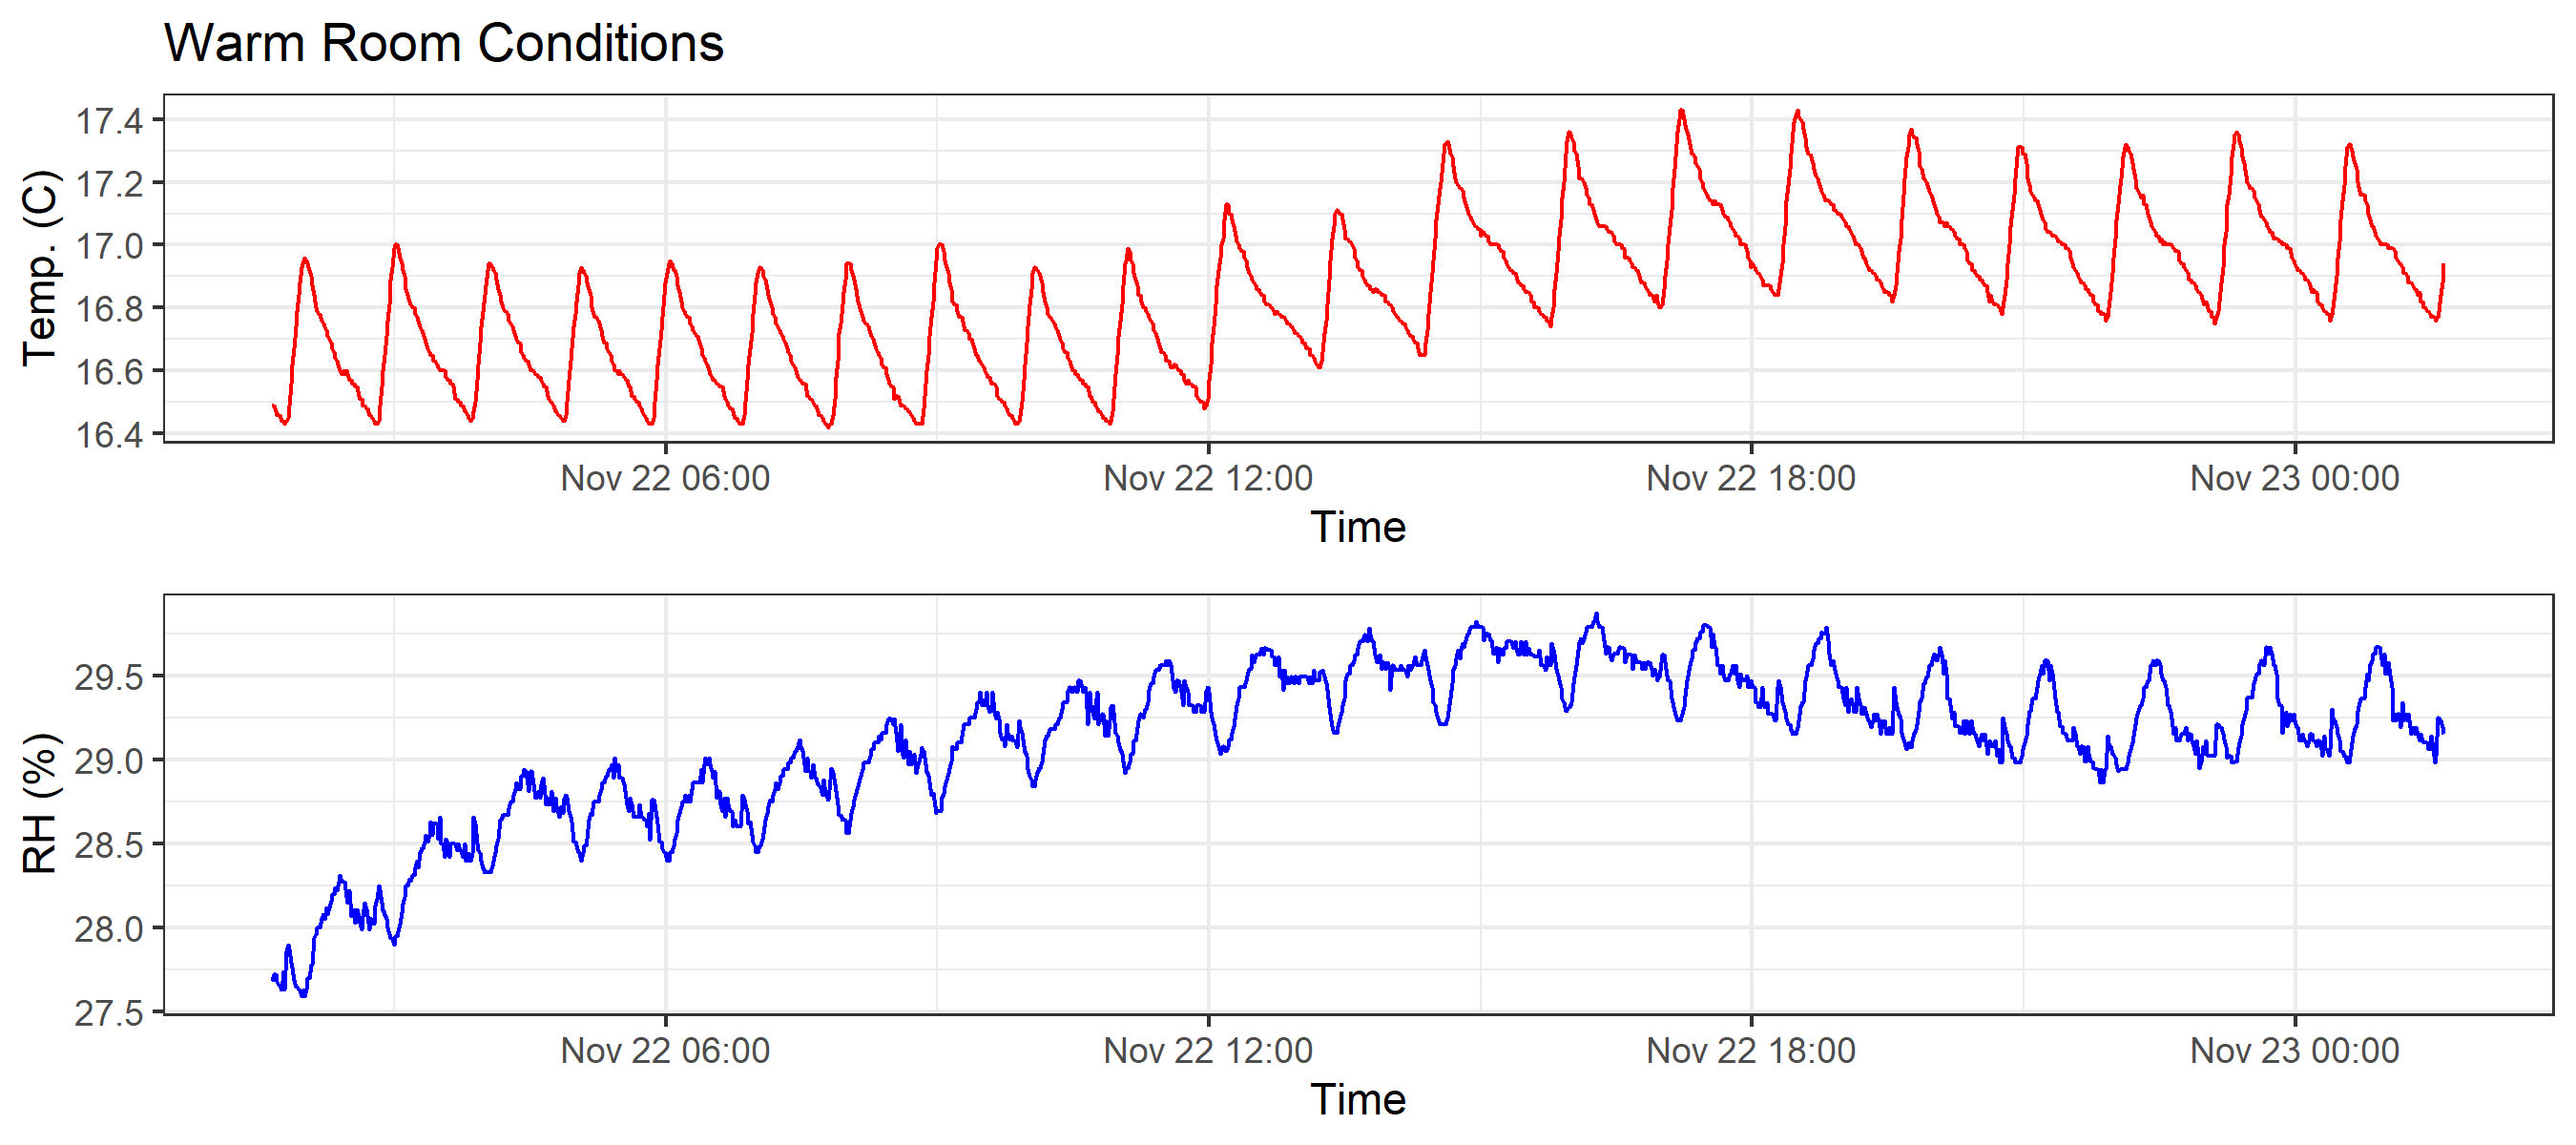 Warm Room Conditions
Temp. (C)
17.4
17.2
17.0
16.8
16.6
16.4
Nov 22 06:00 Nov 22 12:00 Nov 22 18:00 Nov 23 00:00
Time
RH (%)
29.5
29.0
28.5
28.0
27.5
Nov 22 06:00 Nov 22 12:00 Nov 22 18:00 Nov 23 00:00
Time